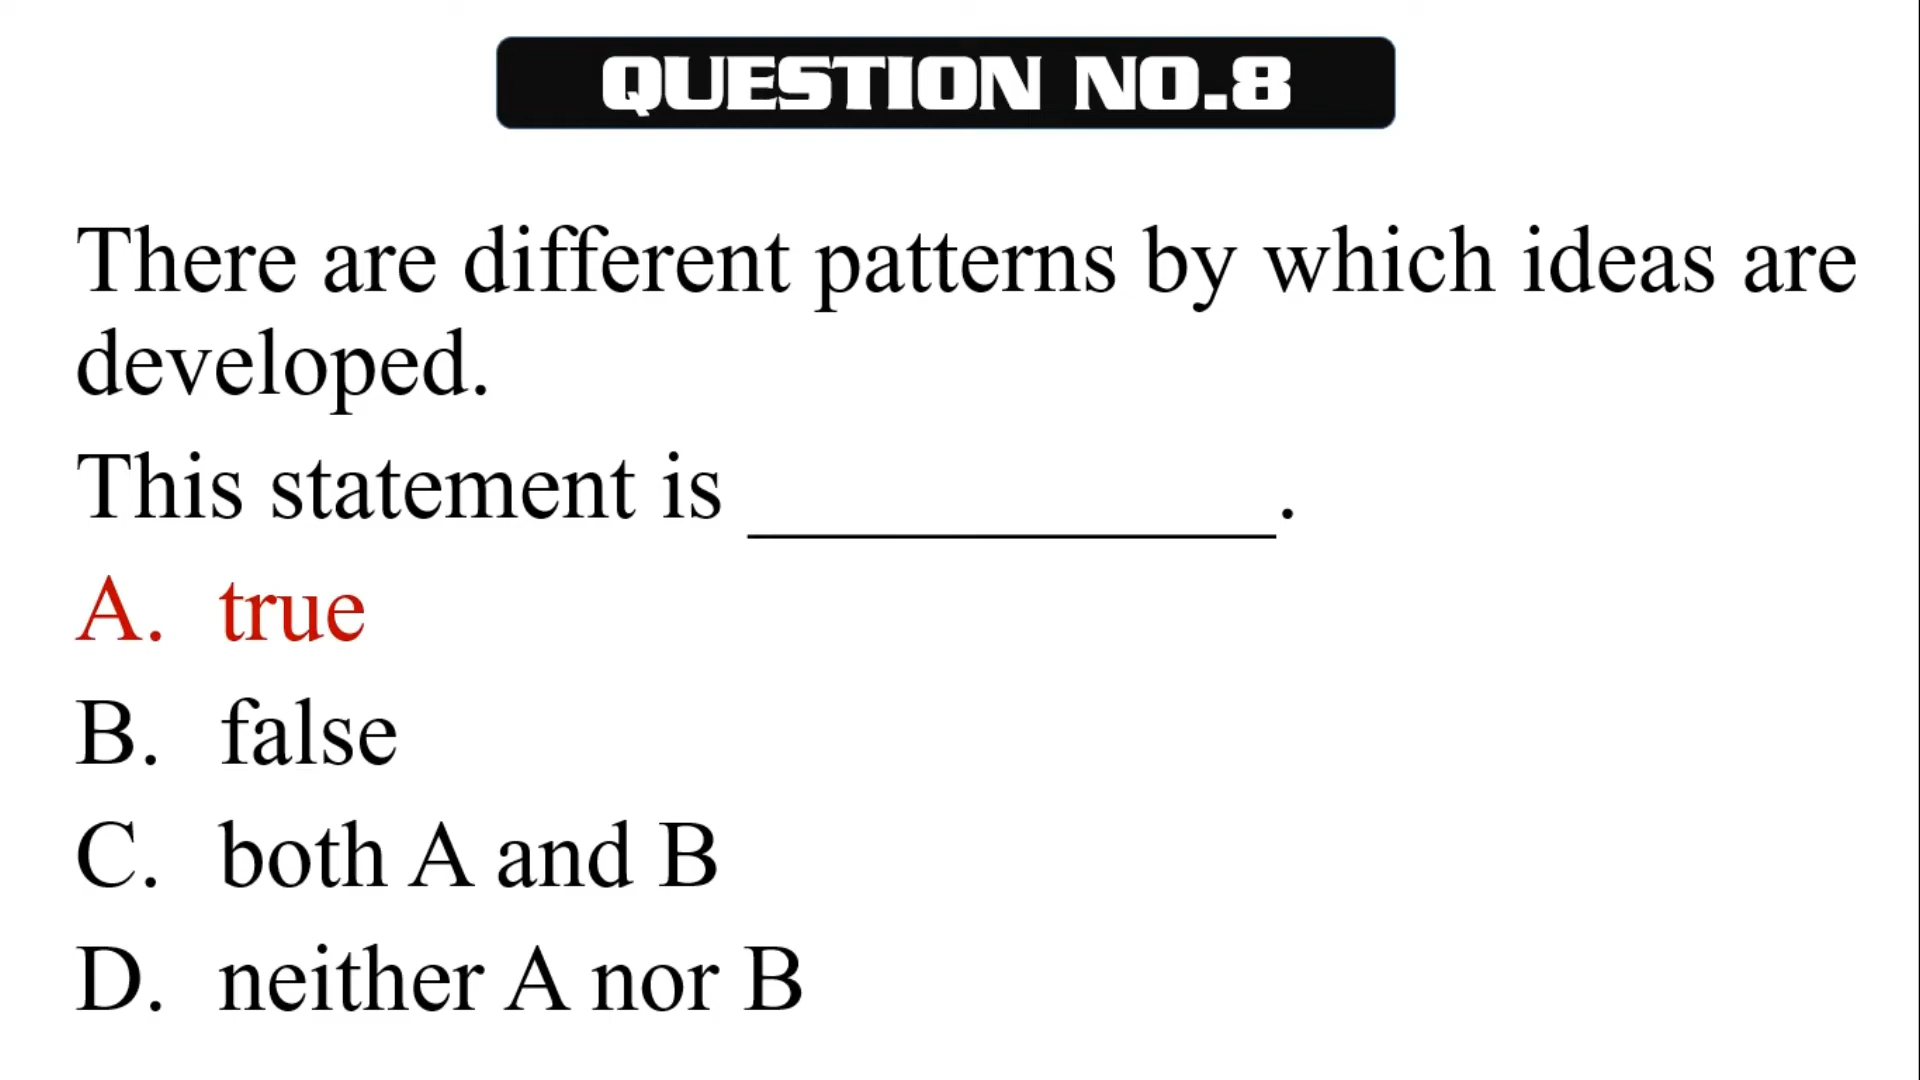 QUESTION NO.8
There are different patterns by which ideas are
developed.
This statement is ____________.
A. true
B. false
C. both A and B
D. neither A nor B